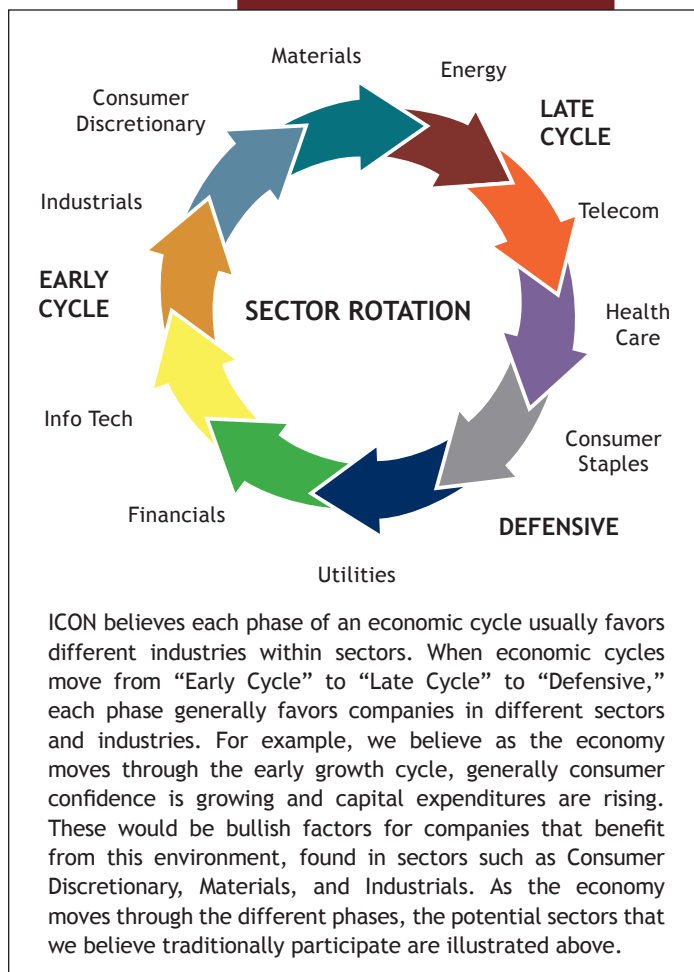 Materials
Energy
Consumer
Discretionary
LATE
CYCLE
Industrials
Telecom
EARLY
CYCLE
SECTOR ROTATION
Health
Care
Info Tech
Consumer
Staples
Financials
DEFENSIVE
Utilities
ICON believes each phase of an economic cycle usually favors
different industries within sectors. When economic cycles
move from “Early Cycle” to “Late Cycle” to “Defensive,”
each phase generally favors companies in different sectors
and industries. For example, we believe as the economy
moves through the early growth cycle, generally consumer
confidence is growing and capital expenditures are rising.
These would be bullish factors for companies that benefit
from this environment, found in sectors such as Consumer
Discretionary, Materials, and Industrials. As the economy
moves through the different phases, the potential sectors that
we believe traditionally participate are illustrated above.